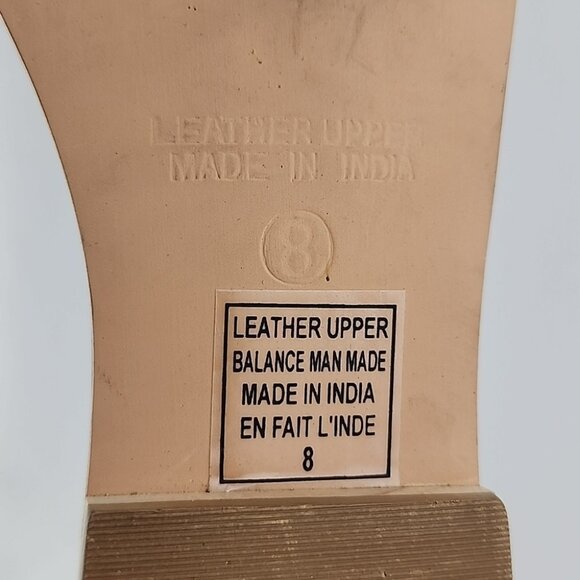 LEATHER UPPER
MADE IN INDIA
8
LEATHER UPPER
BALANCE MAN MADE
MADE IN INDIA
EN FAIT L'INDE
8